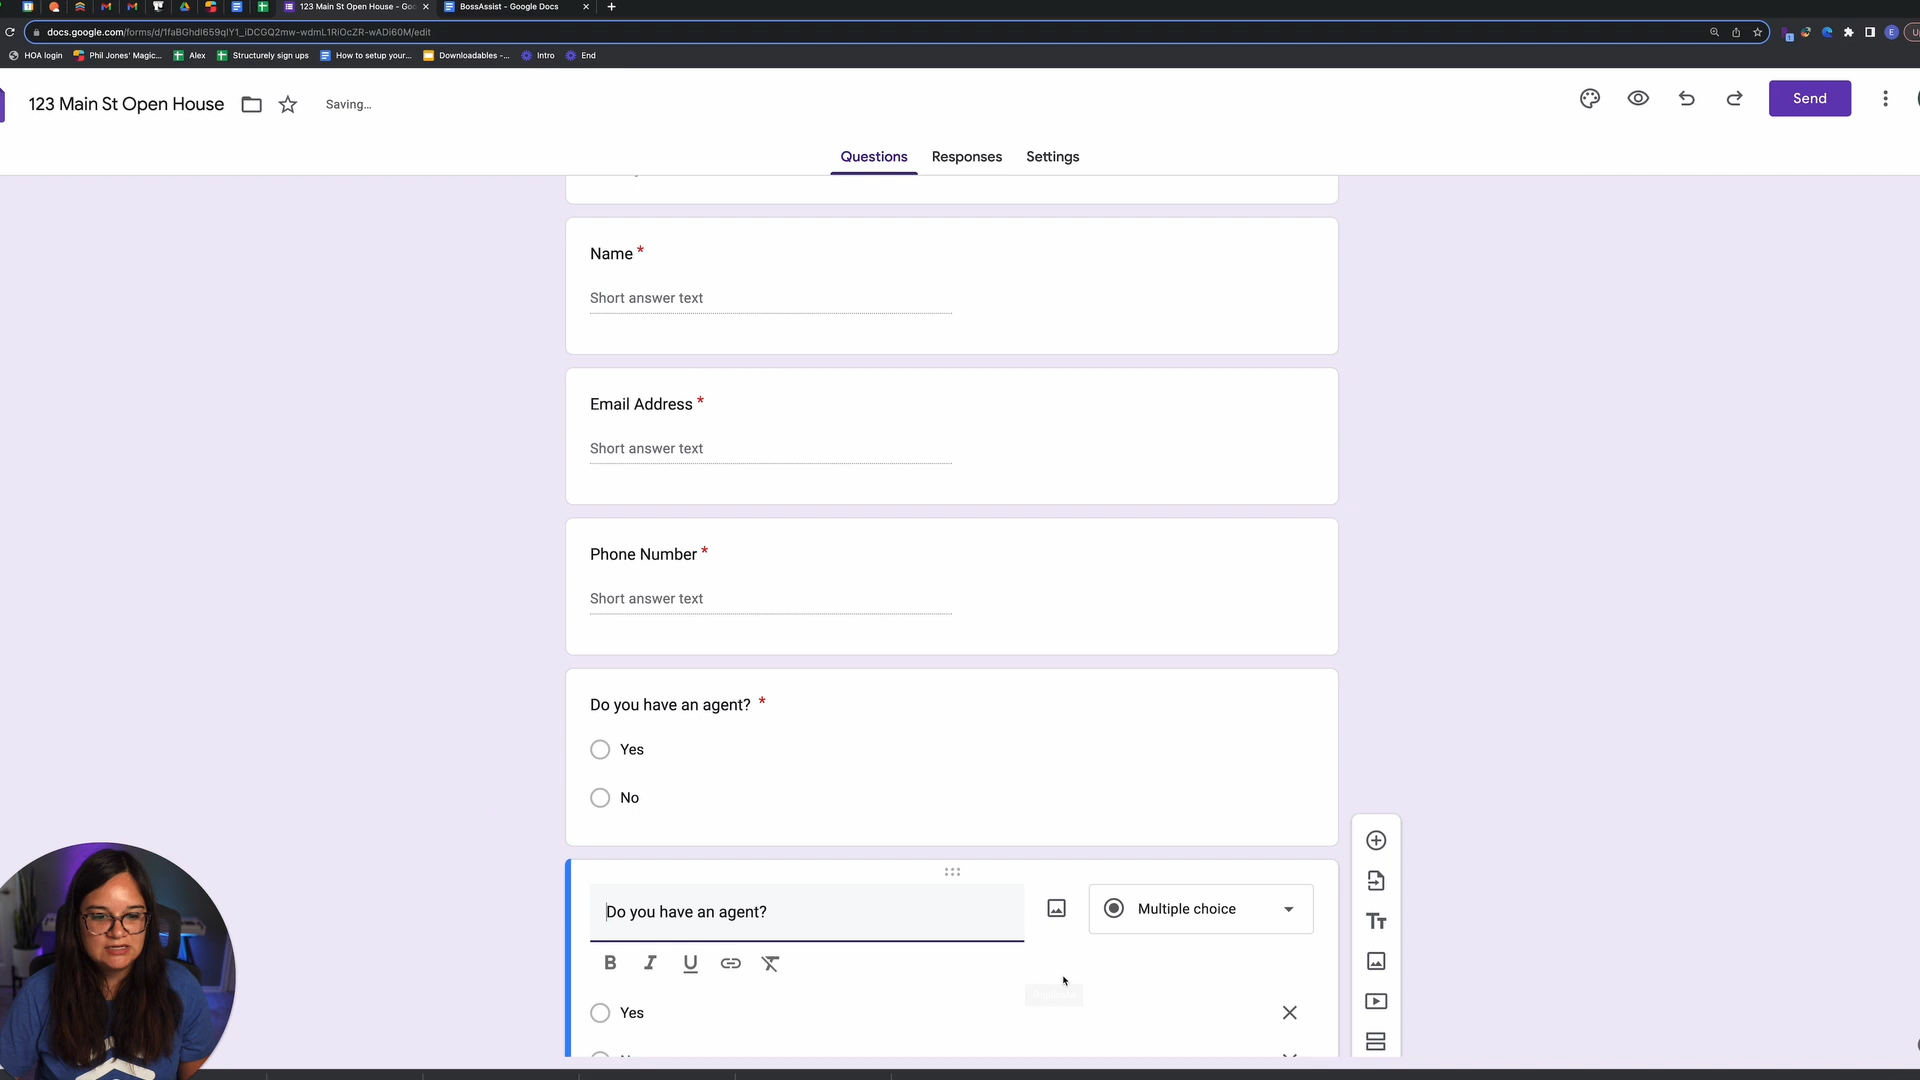 123 Main St Open House - Goo
BossAssist - Google Docs
docs.google.com/forms/d/1faBGhdI659qlY1_iDCGQ2mw-wdmL1RiOcZR-wADi60M/edit
HOA login
Phil Jones' Magic...
Alex
Structurely sign ups
How to setup your...
Downloadables -...
Intro
End
123 Main St Open House
Saving...
Send
Questions
Responses
Settings
Name *
Short answer text
Email Address *
Short answer text
Phone Number *
Short answer text
Do you have an agent? *
Yes
No
Do you have an agent?
Multiple choice
B I U
Yes